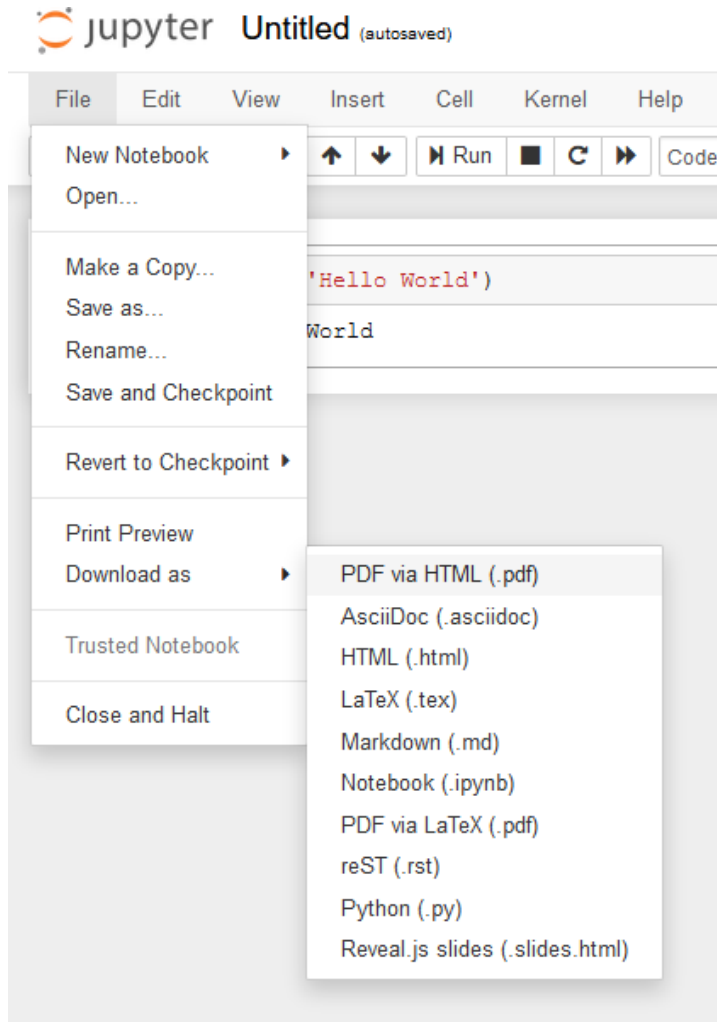 jupyter Untitled (autosaved)
File Edit View Insert Cell Kernel Help
New Notebook
Run
Code
Open...
Make a Copy...
'Hello World')
Save as...
World
Rename...
Save and Checkpoint
Revert to Checkpoint
Print Preview
Download as
PDF via HTML (.pdf)
AsciiDoc (.asciidoc)
HTML (.html)
LaTeX (.tex)
Markdown (.md)
Notebook (.ipynb)
PDF via LaTeX (.pdf)
reST (.rst)
Python (.py)
Reveal.js slides (.slides.html)
Trusted Notebook
Close and Halt